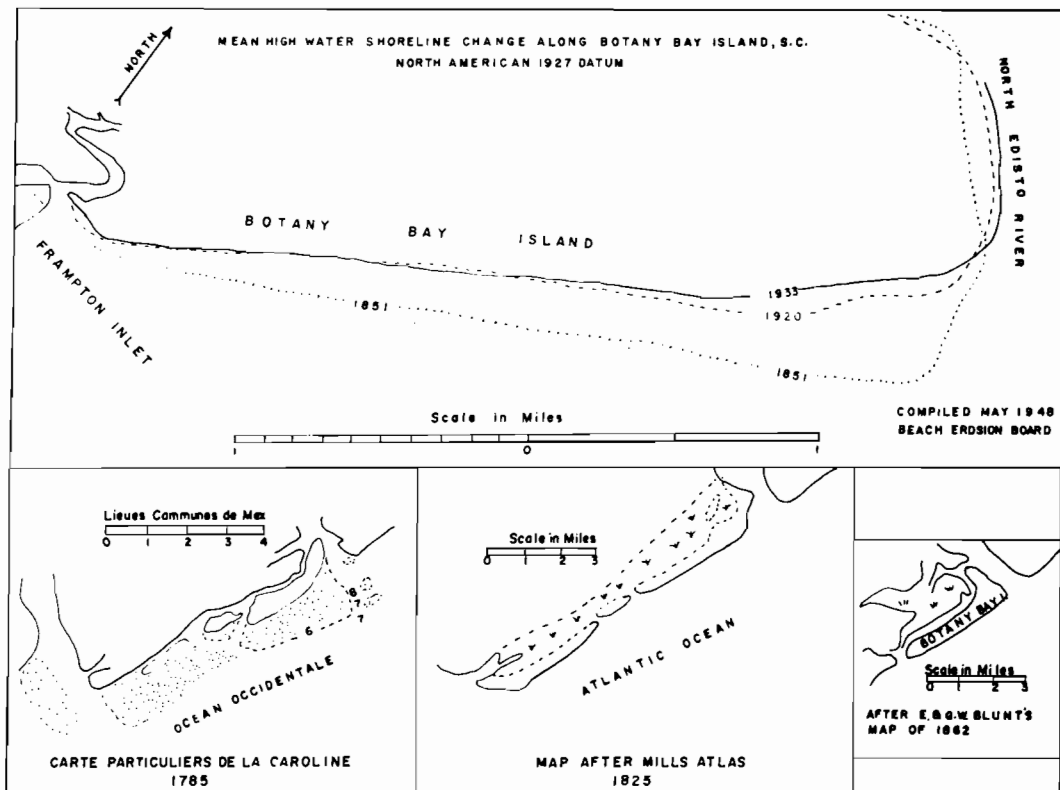 MEAN HIGH WATER SHORELINE CHANGE ALONG BOTANY BAY ISLAND, S.C.
NORTH AMERICAN 1927 DATUM
NORTH
NORTH EDISTO RIVER
BOTANY BAY ISLAND
FRAMPTON INLET
1933
1920
1851
1851
Scale in Miles
1 0 1
COMPILED MAY 1948
BEACH EROSION BOARD
Lieues Communes de Mex
0 1 2 3 4
8
7
7
6
OCEAN OCCIDENTALE
CARTE PARTICULIERS DE LA CAROLINE
1785
Scale in Miles
0 1 2 3
ATLANTIC OCEAN
MAP AFTER MILLS ATLAS
1825
BOTANY BAY I.
Scale in Miles
0 1 2 3
AFTER E. & G.W. BLUNT'S
MAP OF 1862